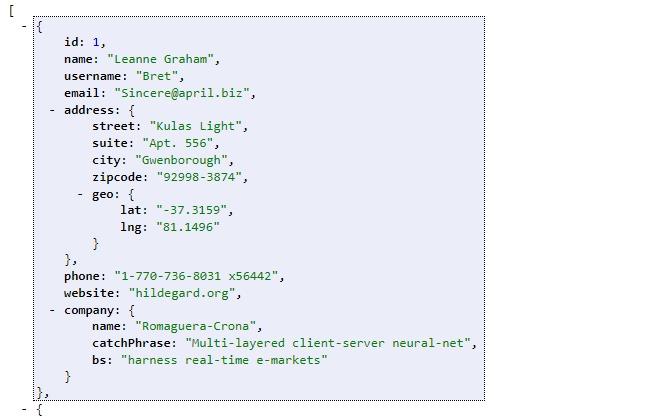 [
- {
id: 1,
name: "Leanne Graham",
username: "Bret",
email: "Sincere@april.biz",
- address: {
street: "Kulas Light",
suite: "Apt. 556",
city: "Gwenborough",
zipcode: "92998-3874",
- geo: {
lat: "-37.3159",
lng: "81.1496"
}
},
phone: "1-770-736-8031 x56442",
website: "hildegard.org",
- company: {
name: "Romaguera-Crona",
catchPhrase: "Multi-layered client-server neural-net",
bs: "harness real-time e-markets"
}
},
- {